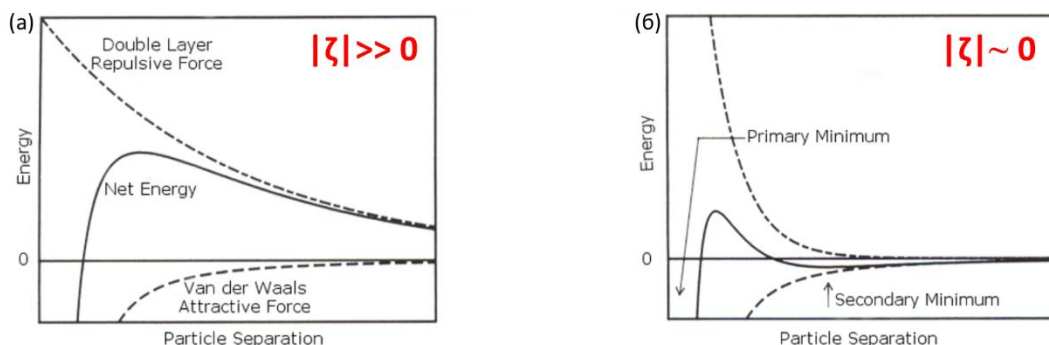 (а)
Double Layer
Repulsive Force
|ζ|>> 0
Energy
Net Energy
0
Van der Waals
Attractive Force
Particle Separation
(б)
|ζ|~ 0
Energy
Primary Minimum
0
Secondary Minimum
Particle Separation